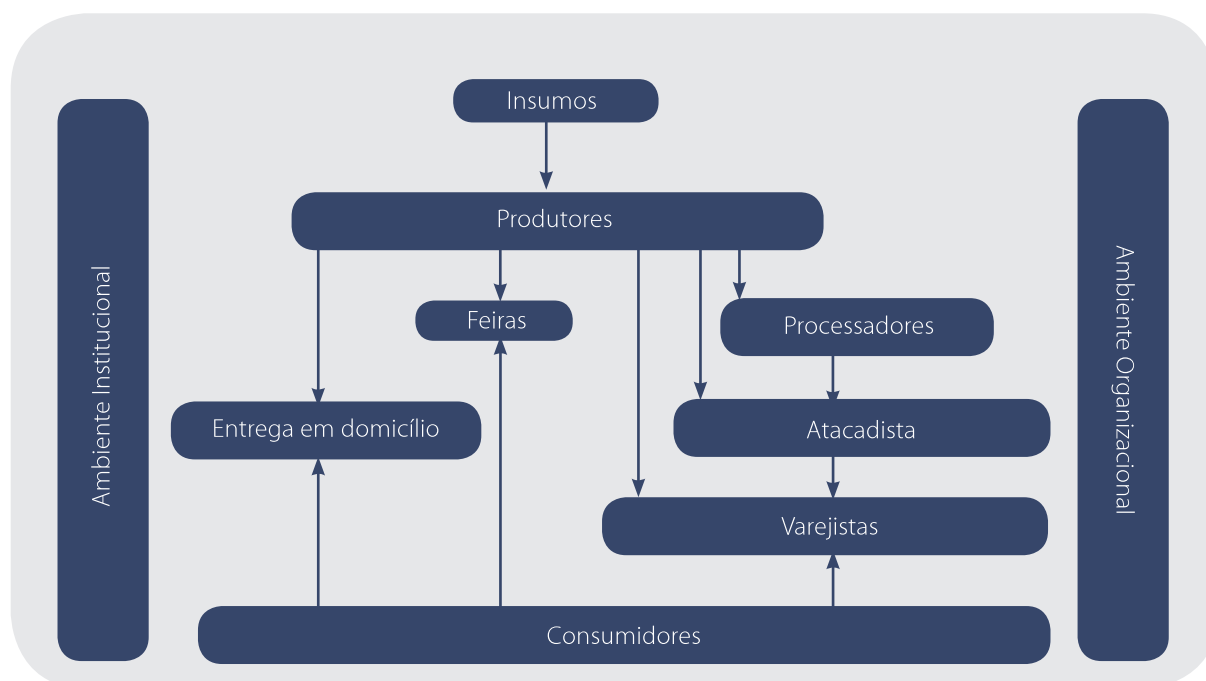 Insumos
Produtores
Feiras
Processadores
Entrega em domicílio
Atacadista
Varejistas
Consumidores
Ambiente Institucional
Ambiente Organizacional